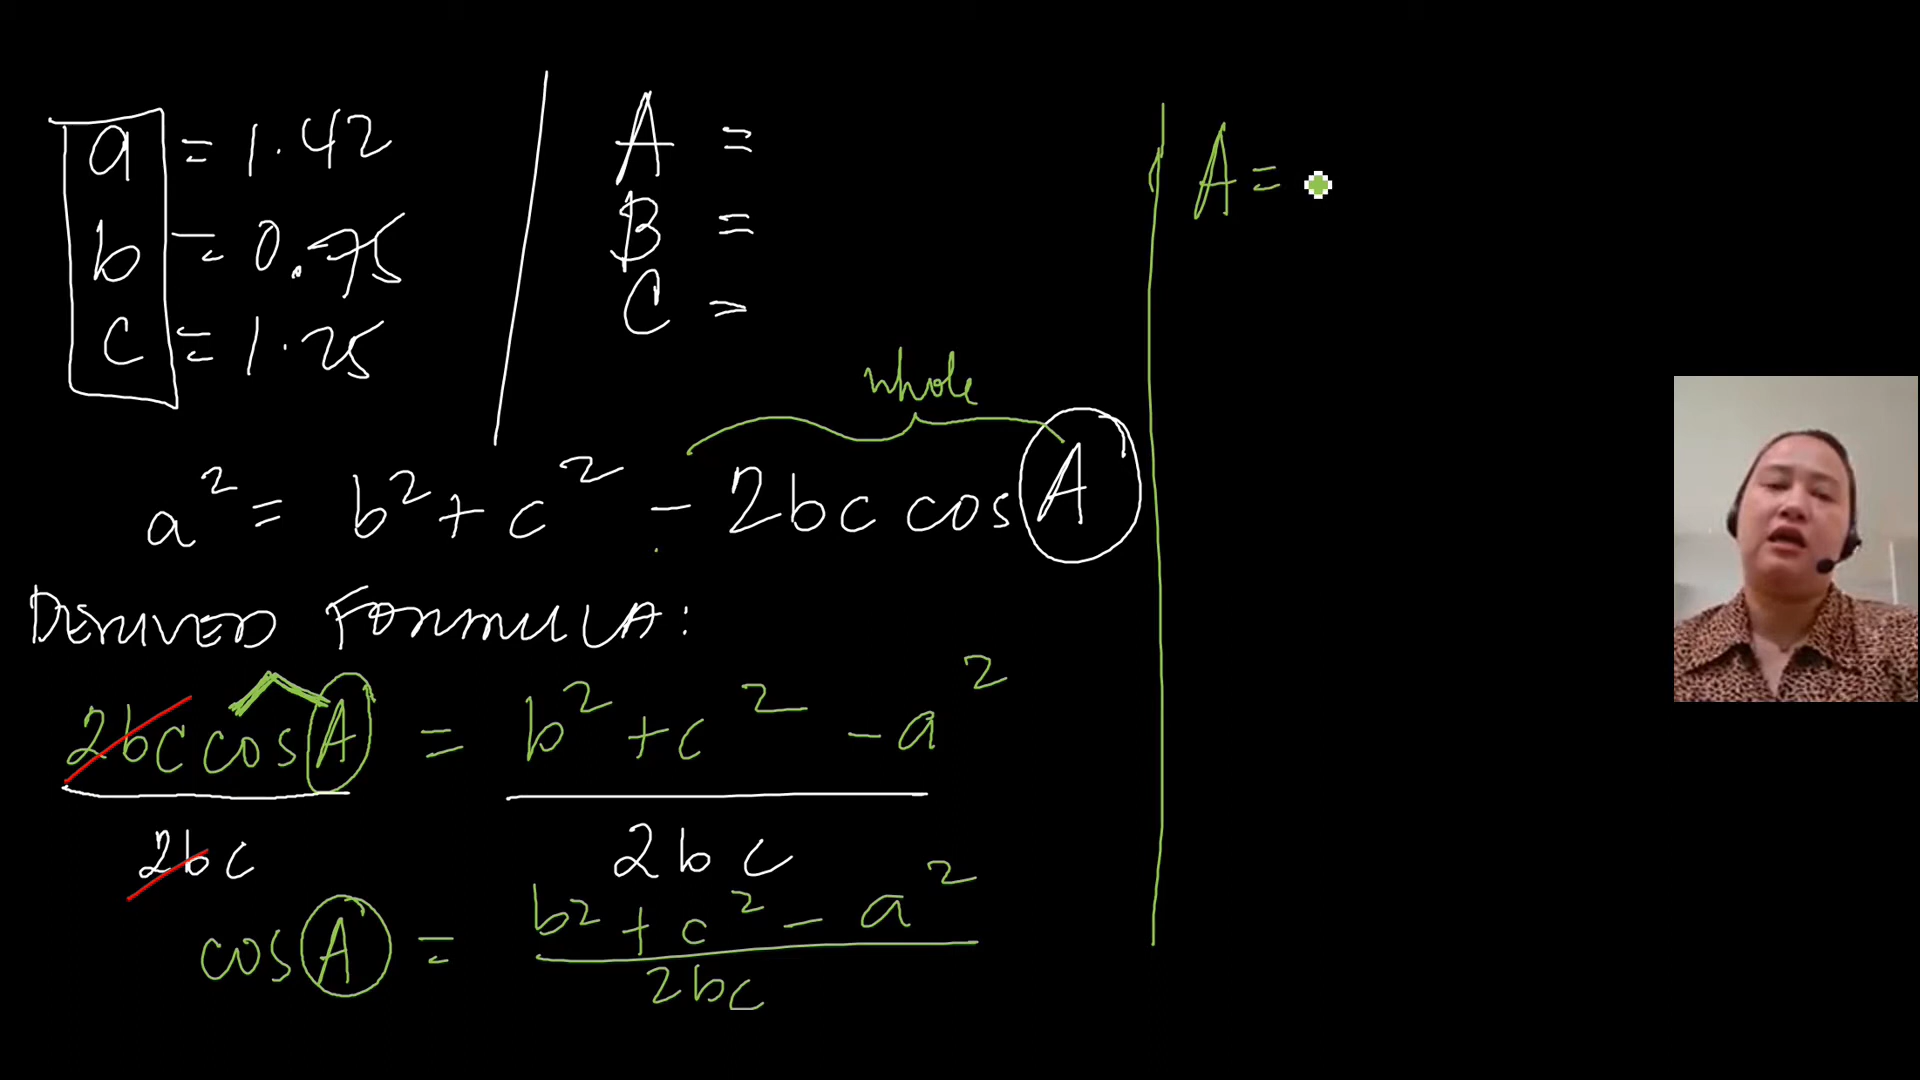 a = 1.42
b = 0.75
c = 1.25
A =
B =
C =
whole
a² = b² + c² - 2bc cos A
DERIVED FORMULA:
2bc cos A = b² + c² - a²
2bc 2bc
cos A = b² + c² - a²
2bc
A =